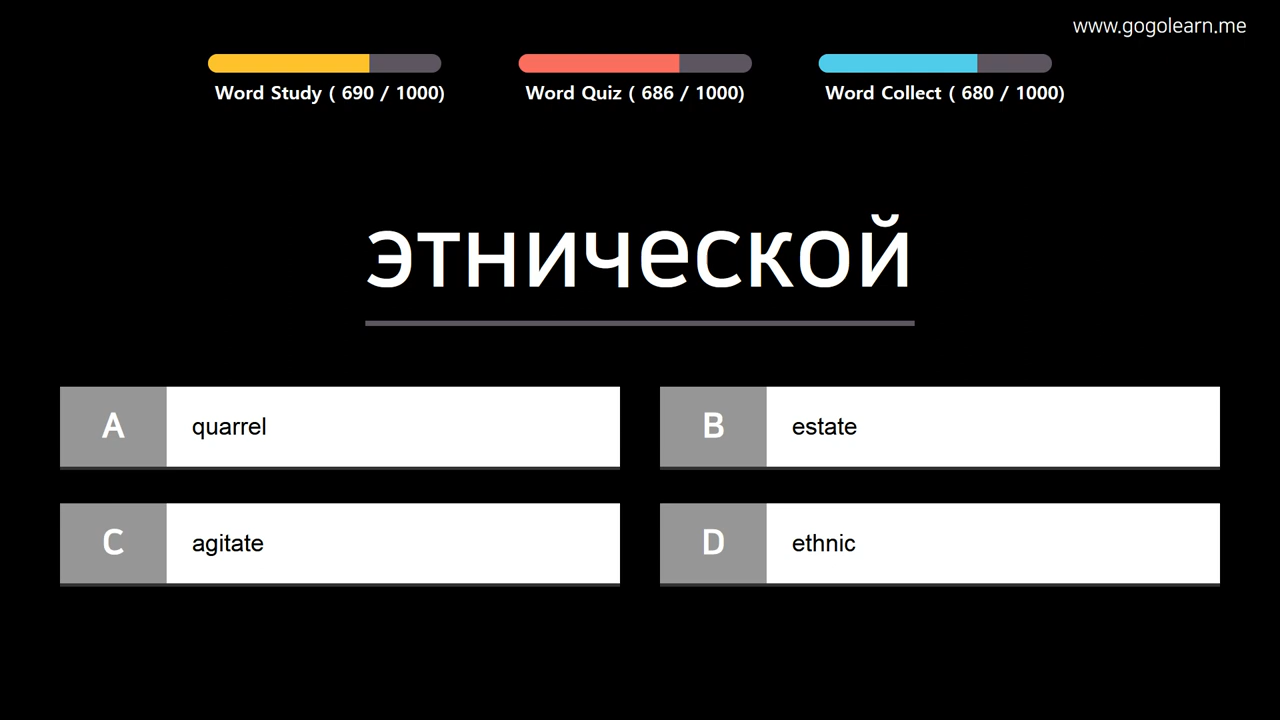 www.gogolearn.me
Word Study ( 690 / 1000)
Word Quiz ( 686 / 1000)
Word Collect ( 680 / 1000)
этнической
A quarrel
B estate
C agitate
D ethnic